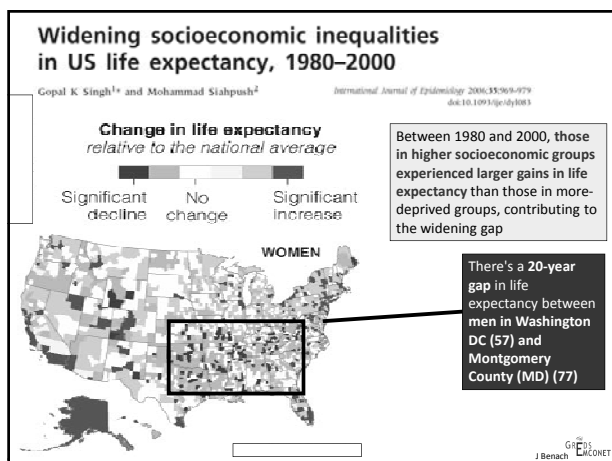 Widening socioeconomic inequalities
in US life expectancy, 1980–2000
Gopal K Singh¹* and Mohammad Siahpush²
International Journal of Epidemiology 2006;35:969–979
doi:10.1093/ije/dyl083
Change in life expectancy
relative to the national average
Significant decline
No change
Significant increase
Between 1980 and 2000, those
in higher socioeconomic groups
experienced larger gains in life
expectancy than those in more-
deprived groups, contributing to
the widening gap
WOMEN
There's a 20-year
gap in life
expectancy between
men in Washington
DC (57) and
Montgomery
County (MD) (77)
J Benach
GREDS
EMCONET